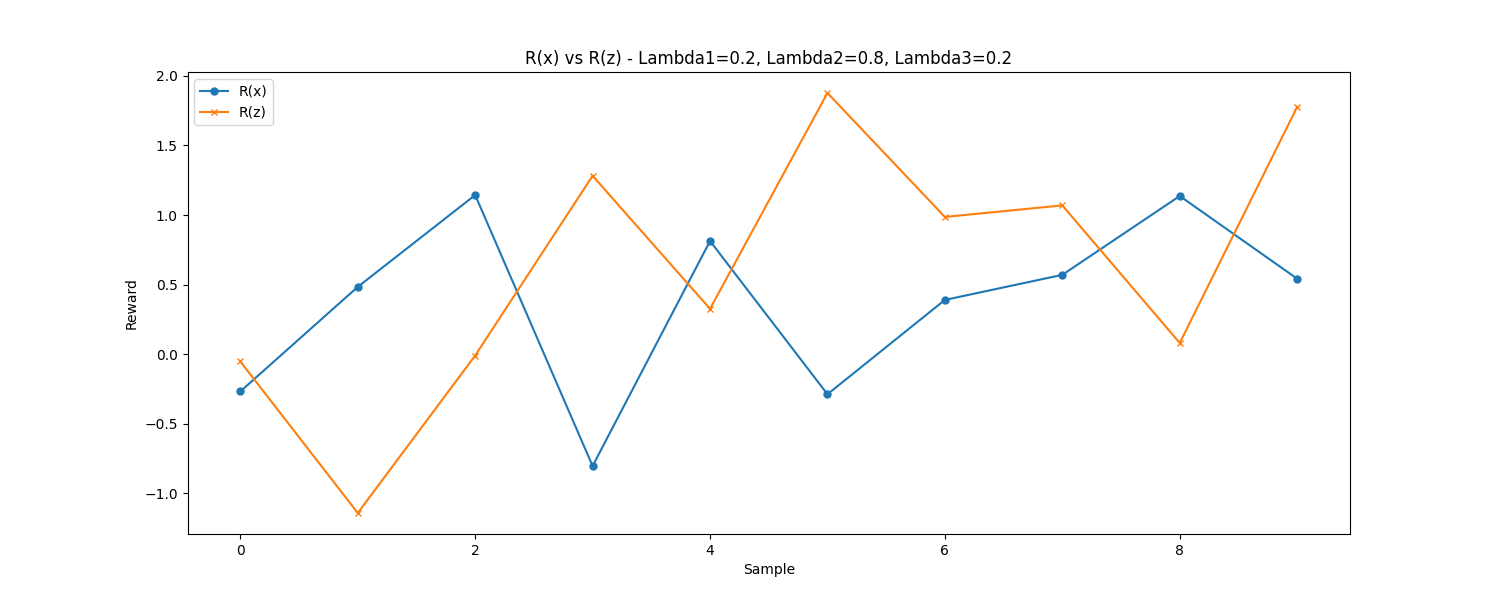 R(x) vs R(z) - Lambda1=0.2, Lambda2=0.8, Lambda3=0.2
R(x)
R(z)
2.0
1.5
1.0
0.5
0.0
−0.5
−1.0
Reward
0 2 4 6 8
Sample